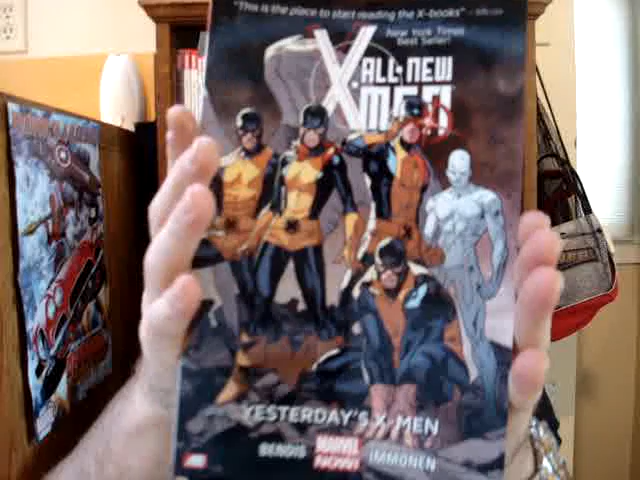 "This is the place to start reading the X-books"
New York Times
Best Seller!
X
ALL-NEW
X-MEN
YESTERDAY'S X-MEN
BENDIS MARVEL NOW! IMMONEN